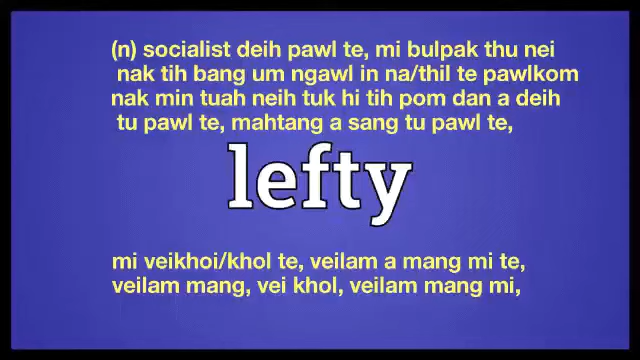 (n) socialist deih pawl te, mi bulpak thu nei
nak tih bang um ngawl in na/thil te pawlkom
nak min tuah neih tuk hi tih pom dan a deih
tu pawl te, mahtang a sang tu pawl te,
lefty
mi veikhoi/khol te, veilam a mang mi te,
veilam mang, vei khol, veilam mang mi,